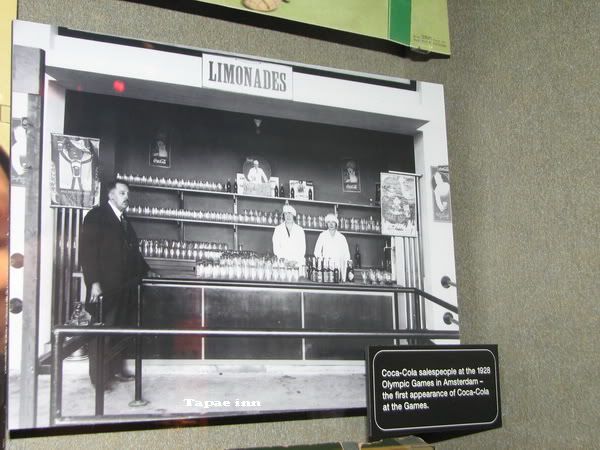 LIMONADES
Coca-Cola salespeople at the 1928
Olympic Games in Amsterdam –
the first appearance of Coca-Cola
at the Games.
Tapae inn